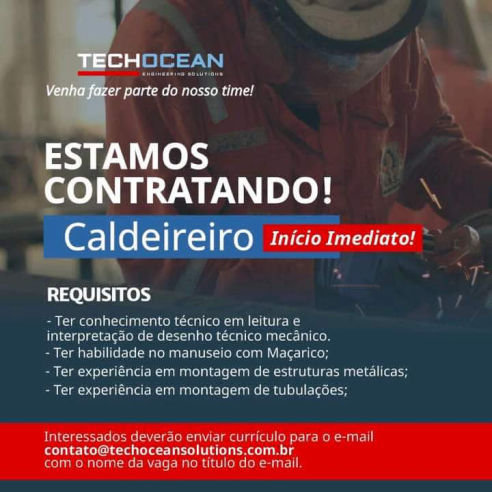 TECHOCEAN
ENGINEERING SOLUTIONS
Venha fazer parte do nosso time!
ESTAMOS
CONTRATANDO!
Caldeireiro Início Imediato!
REQUISITOS
- Ter conhecimento técnico em leitura e
interpretação de desenho técnico mecânico.
- Ter habilidade no manuseio com Maçarico;
- Ter experiência em montagem de estruturas metálicas;
- Ter experiência em montagem de tubulações;
Interessados deverão enviar currículo para o e-mail
contato@techoceansolutions.com.br
com o nome da vaga no título do e-mail.